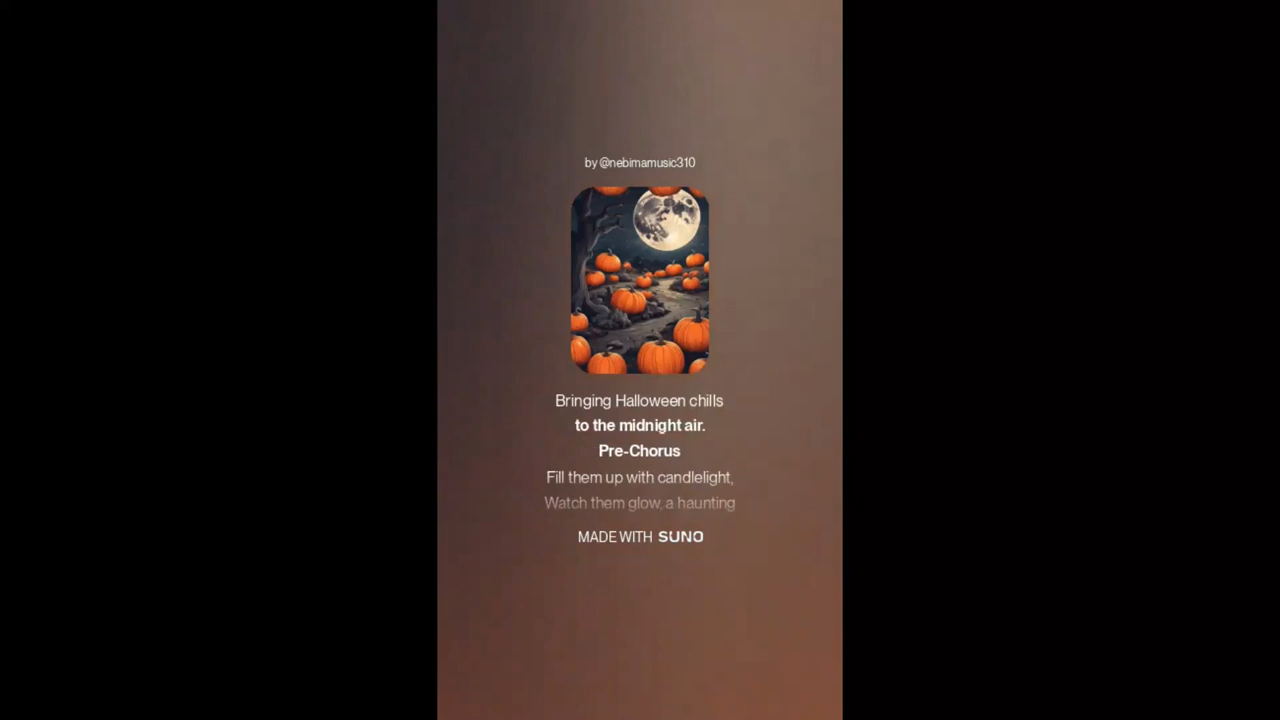 by @nebimamusic310
Bringing Halloween chills
to the midnight air.
Pre-Chorus
Fill them up with candlelight,
Watch them glow, a haunting
MADE WITH SUNO